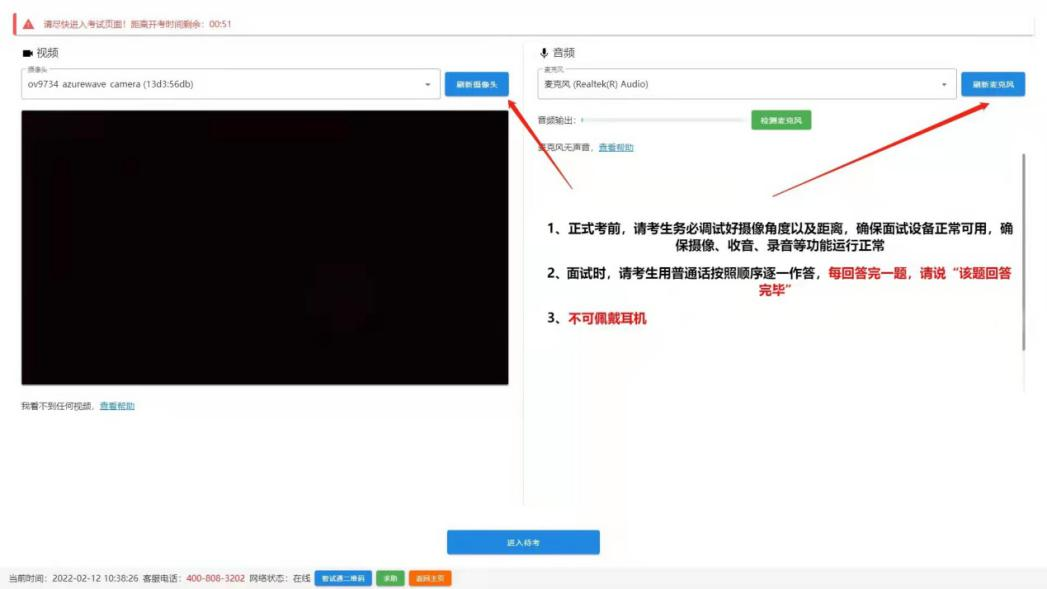 请尽快进入考试页面！距离开考时间剩余：00:51
视频
摄像头
ov9734 azurewave camera (13d3:56db)
刷新摄像头
我看不到任何视频，查看帮助
音频
麦克风
麦克风 (Realtek(R) Audio)
刷新麦克风
音频输出：
检测麦克风
麦克风无声音，查看帮助
1、正式考前，请考生务必调试好摄像角度以及距离，确保面试设备正常可用，确
保摄像、收音、录音等功能运行正常
2、面试时，请考生用普通话按照顺序逐一作答，每回答完一题，请说“该题回答
完毕”
3、不可佩戴耳机
进入待考
当前时间：2022-02-12 10:38:26 客服电话：400-808-3202 网络状态：在线 智试通二维码 求助 返回主页